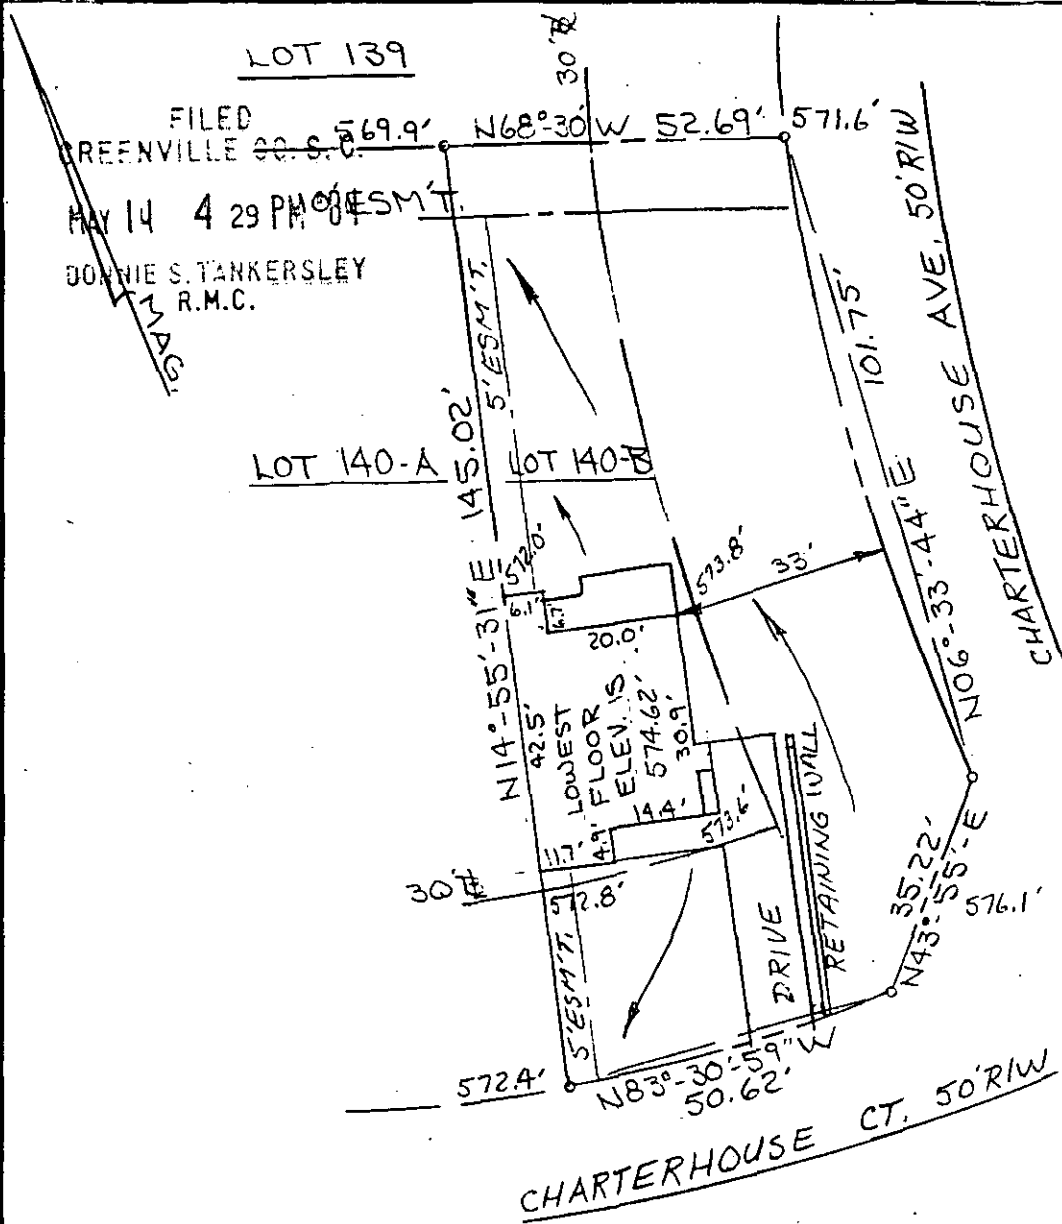 LOT 139
30' ⅊
FILED
GREENVILLE CO. S. C.
MAY 14 4 29 PM
DONNIE S. TANKERSLEY
R.M.C.
MAG.
569.9'
N68°-30' W 52.69'
571.6'
ESM'T.
5' ESM'T.
N14°-55'-31" E 145.02'
101.75'
N06°-33'-44" E
CHARTERHOUSE AVE, 50' R/W
LOT 140-A
LOT 140-B
572.0'
6.1'
6.7'
20.0'
573.8'
33'
42.5'
LOWEST
FLOOR
ELEV. IS
574.62'
30.9'
14.4'
4.9'
11.7'
573.6'
30'
572.8'
5' ESM'T.
DRIVE
RETAINING WALL
35.22'
N43°-55'-E
576.1'
572.4'
N83°-30'-59" W
50.62'
CHARTERHOUSE CT. 50' R/W